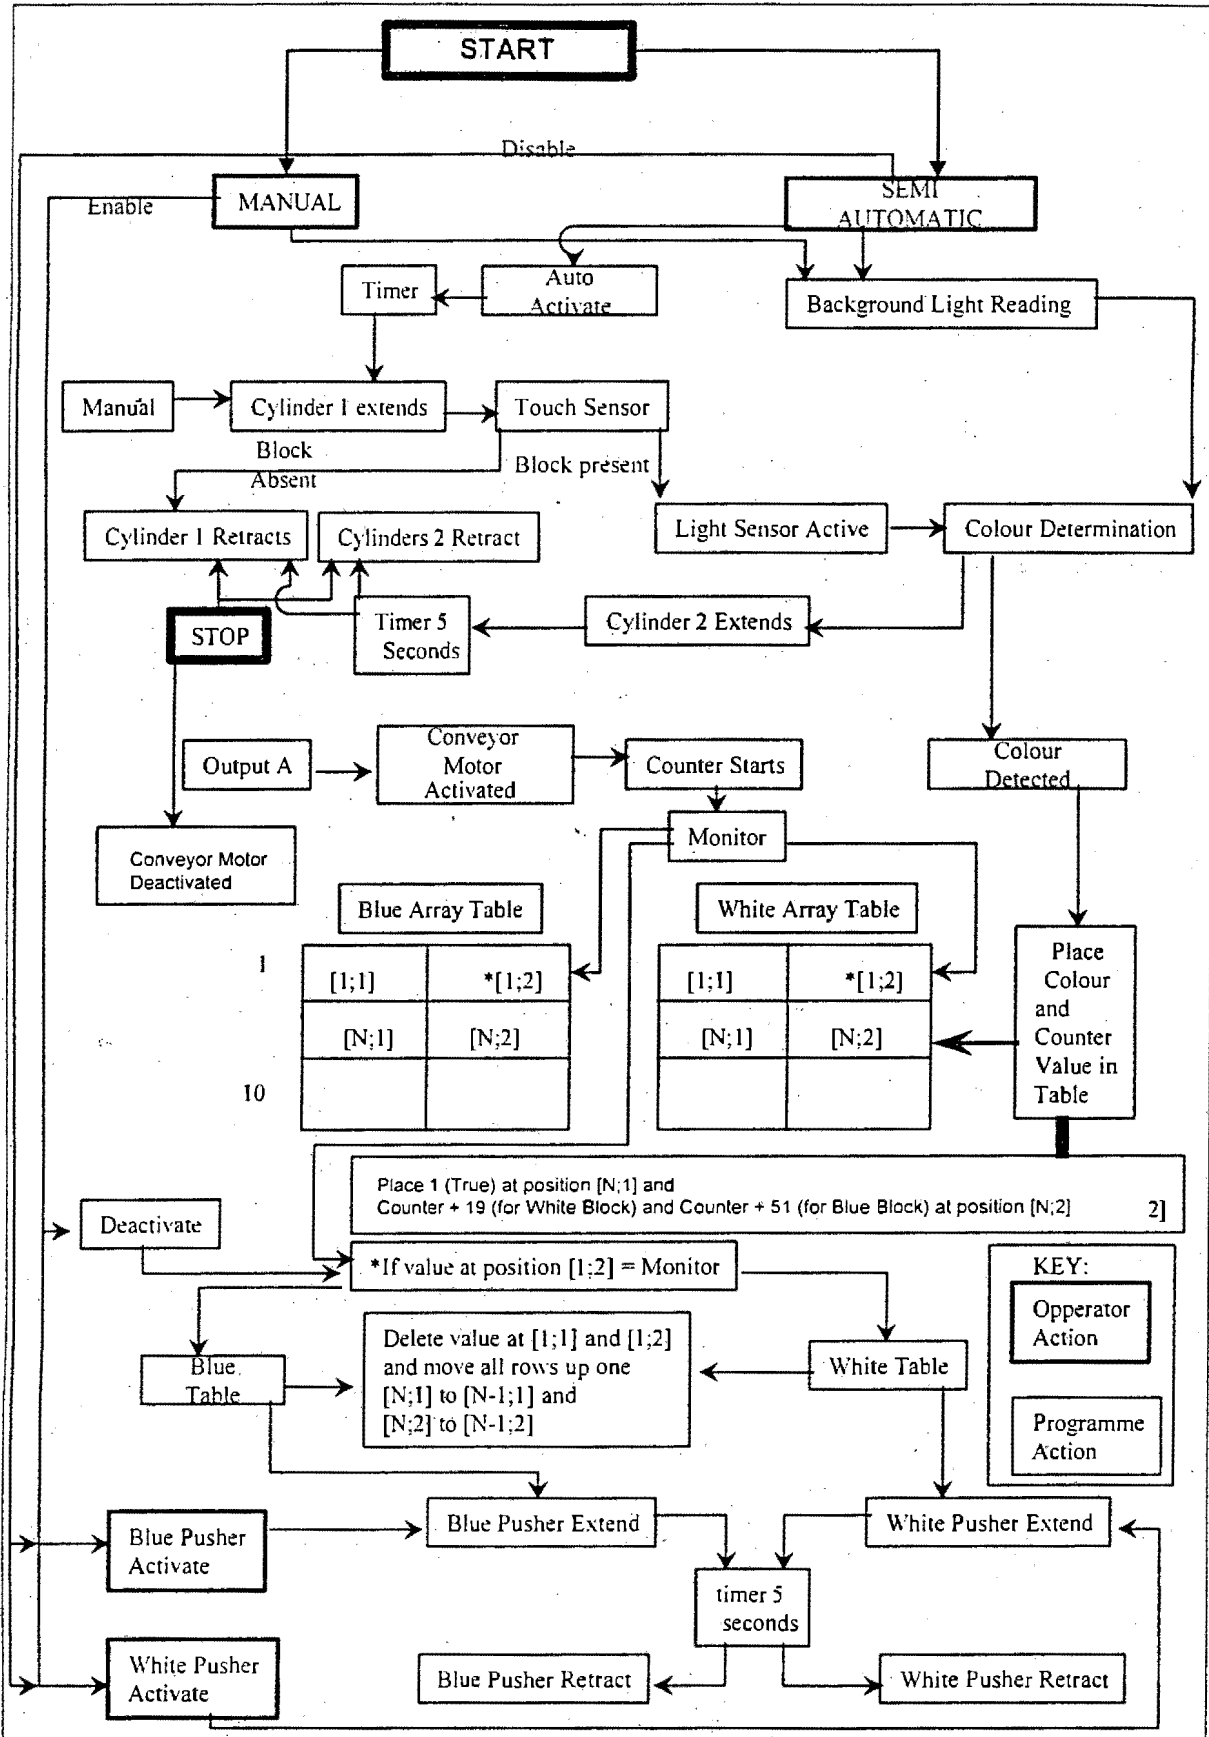 START
Disable
Enable
MANUAL
SEMI
AUTOMATIC
Timer
Auto
Activate
Background Light Reading
Manual
Cylinder 1 extends
Touch Sensor
Block
Absent
Block present
Cylinder 1 Retracts
Cylinders 2 Retract
Light Sensor Active
Colour Determination
STOP
Timer 5
Seconds
Cylinder 2 Extends
Output A
Conveyor
Motor
Activated
Counter Starts
Colour
Detected
Monitor
Conveyor Motor
Deactivated
Blue Array Table
White Array Table
1
[1;1]
*[1;2]
[1;1]
*[1;2]
[N;1]
[N;2]
[N;1]
[N;2]
10
Place
Colour
and
Counter
Value in
Table
Place 1 (True) at position [N;1] and
Counter + 19 (for White Block) and Counter + 51 (for Blue Block) at position [N;2]
2]
Deactivate
*If value at position [1;2] = Monitor
KEY:
Opperator
Action
Programme
Action
Blue
Table
Delete value at [1;1] and [1;2]
and move all rows up one
[N;1] to [N-1;1] and
[N;2] to [N-1;2]
White Table
Blue Pusher
Activate
Blue Pusher Extend
White Pusher Extend
timer 5
seconds
White Pusher
Activate
Blue Pusher Retract
White Pusher Retract